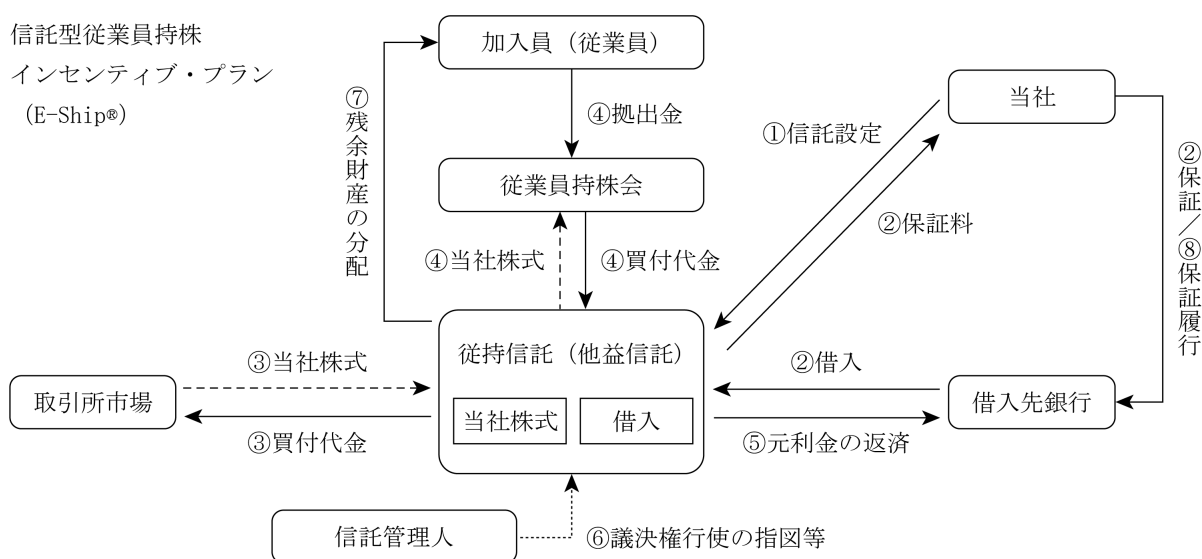 信託型従業員持株
インセンティブ・プラン
（E-Ship®）
加入員（従業員）
当社
⑦残余財産の分配
④拠出金
①信託設定
②保証／⑧保証履行
従業員持株会
②保証料
④当社株式
④買付代金
従持信託（他益信託）
③当社株式
②借入
取引所市場
当社株式
借入
借入先銀行
③買付代金
⑤元利金の返済
信託管理人
⑥議決権行使の指図等